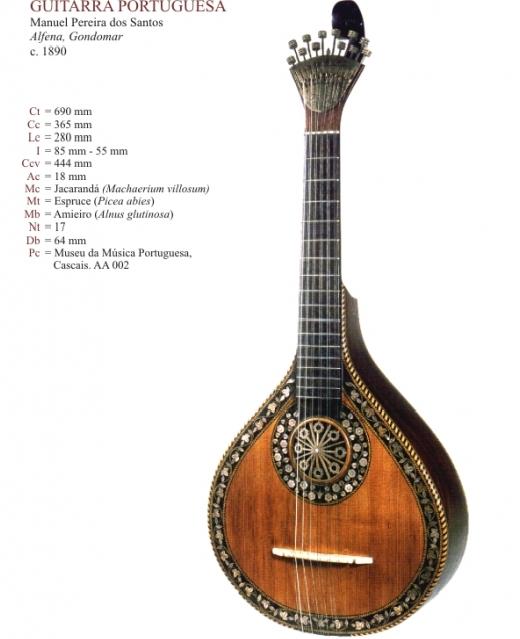 GUITARRA PORTUGUESA
Manuel Pereira dos Santos
Alfena, Gondomar
c. 1890
Ct = 690 mm
Cc = 365 mm
Lc = 280 mm
I = 85 mm - 55 mm
Ccv = 444 mm
Ac = 18 mm
Mc = Jacarandá (Machaerium villosum)
Mt = Espruce (Picea abies)
Mb = Amieiro (Alnus glutinosa)
Nt = 17
Db = 64 mm
Pc = Museu da Música Portuguesa,
Cascais. AA 002